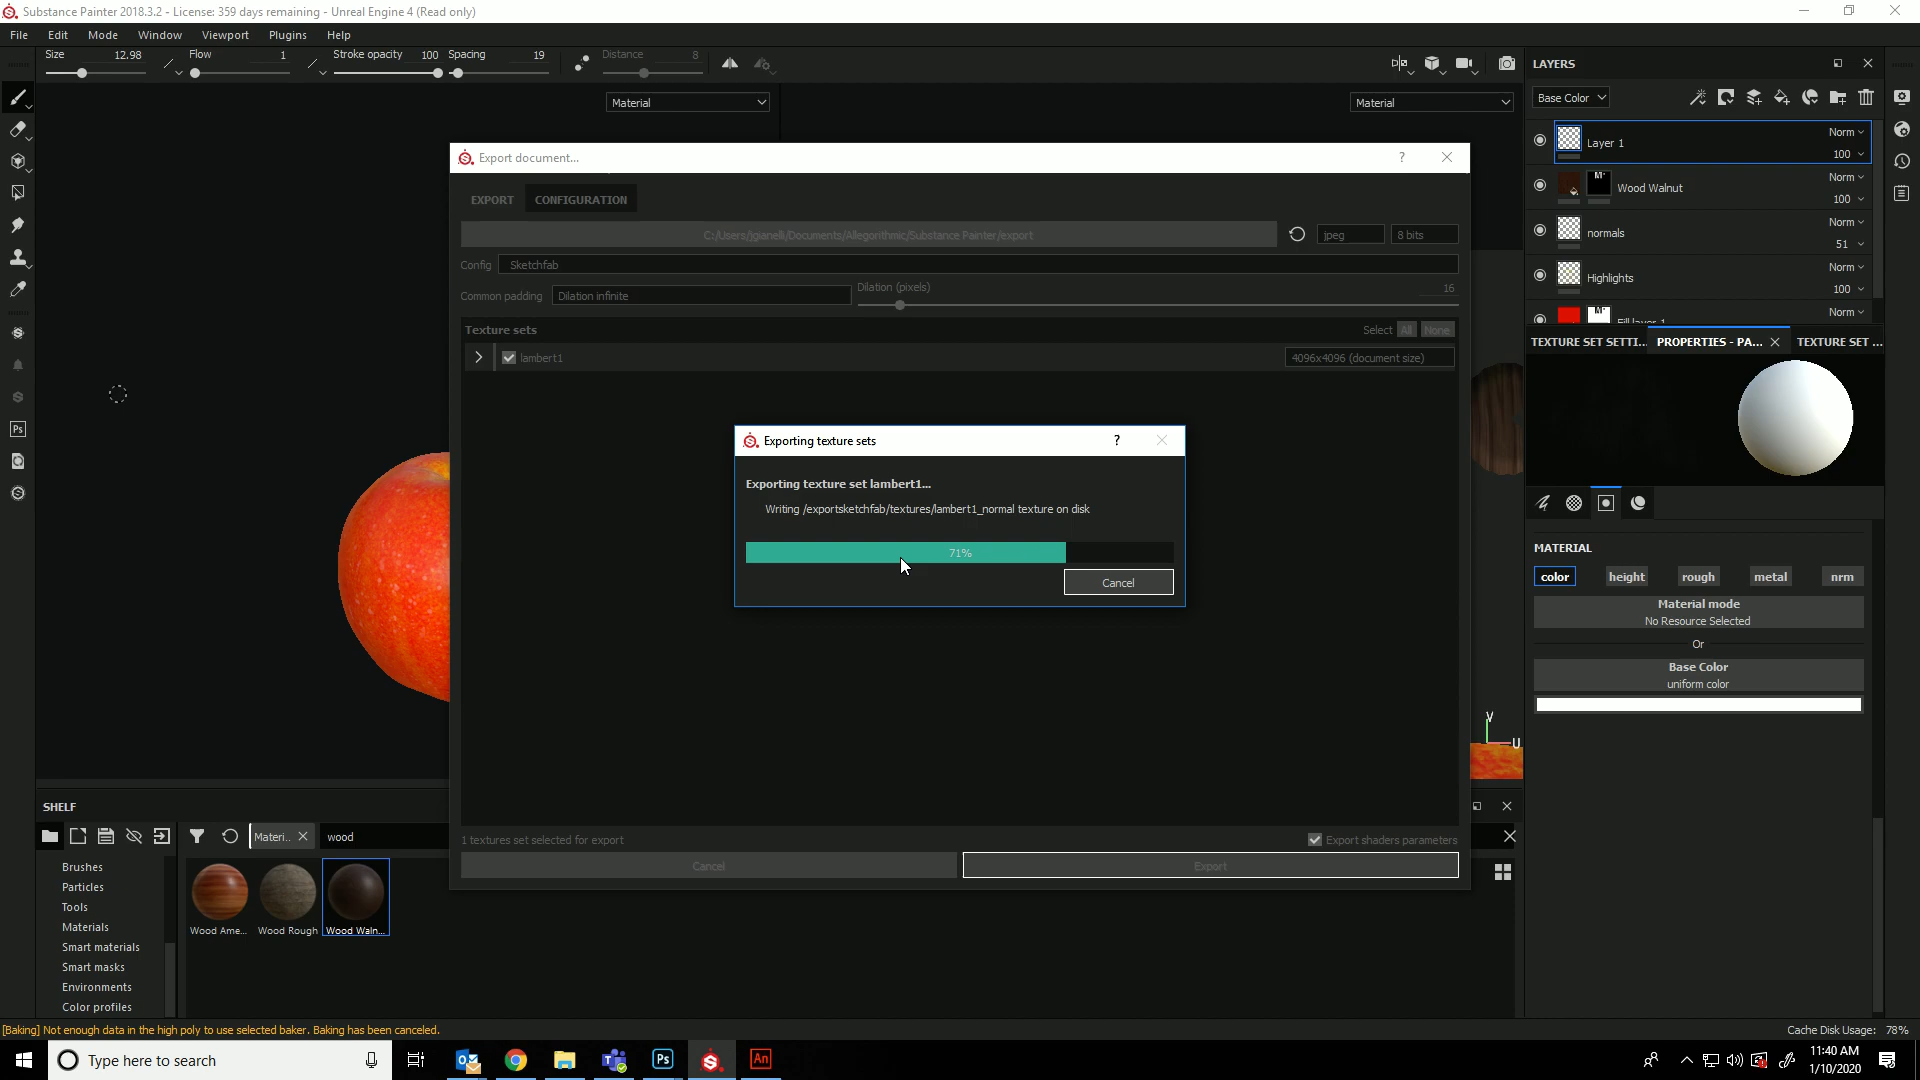 Substance Painter 2018.3.2 - License: 359 days remaining - Unreal Engine 4 (Read only)
File Edit Mode Window Viewport Plugins Help
Size 12.98 Flow 1 Stroke opacity 100 Spacing 19 Distance 8
Material Material
LAYERS
Base Color
Layer 1 Norm 100
Wood Walnut Norm 100
normals Norm 51
Highlights Norm 100
Fill layer 1 Norm
Export document... ?
EXPORT CONFIGURATION
C:/Users/jgianelli/Documents/Allegorithmic/Substance Painter/export jpeg 8 bits
Config Sketchfab
Common padding Dilation infinite Dilation (pixels) 16
Texture sets Select All None
lambert1 4096x4096 (document size)
Exporting texture sets ?
Exporting texture set lambert1...
Writing /exportsketchfab/textures/lambert1_normal texture on disk
71%
Cancel
1 textures set selected for export Export shaders parameters
Cancel Export
TEXTURE SET SETTI... PROPERTIES - PA... TEXTURE SET ...
MATERIAL
color height rough metal nrm
Material mode
No Resource Selected
Or
Base Color
uniform color
V
U
Ps
SHELF
Materi.. wood
Brushes
Particles
Tools
Materials
Smart materials
Smart masks
Environments
Color profiles
Wood Ame... Wood Rough Wood Waln...
[Baking] Not enough data in the high poly to use selected baker. Baking has been canceled.
Cache Disk Usage: 78%
Type here to search
Ps An
11:40 AM
1/10/2020